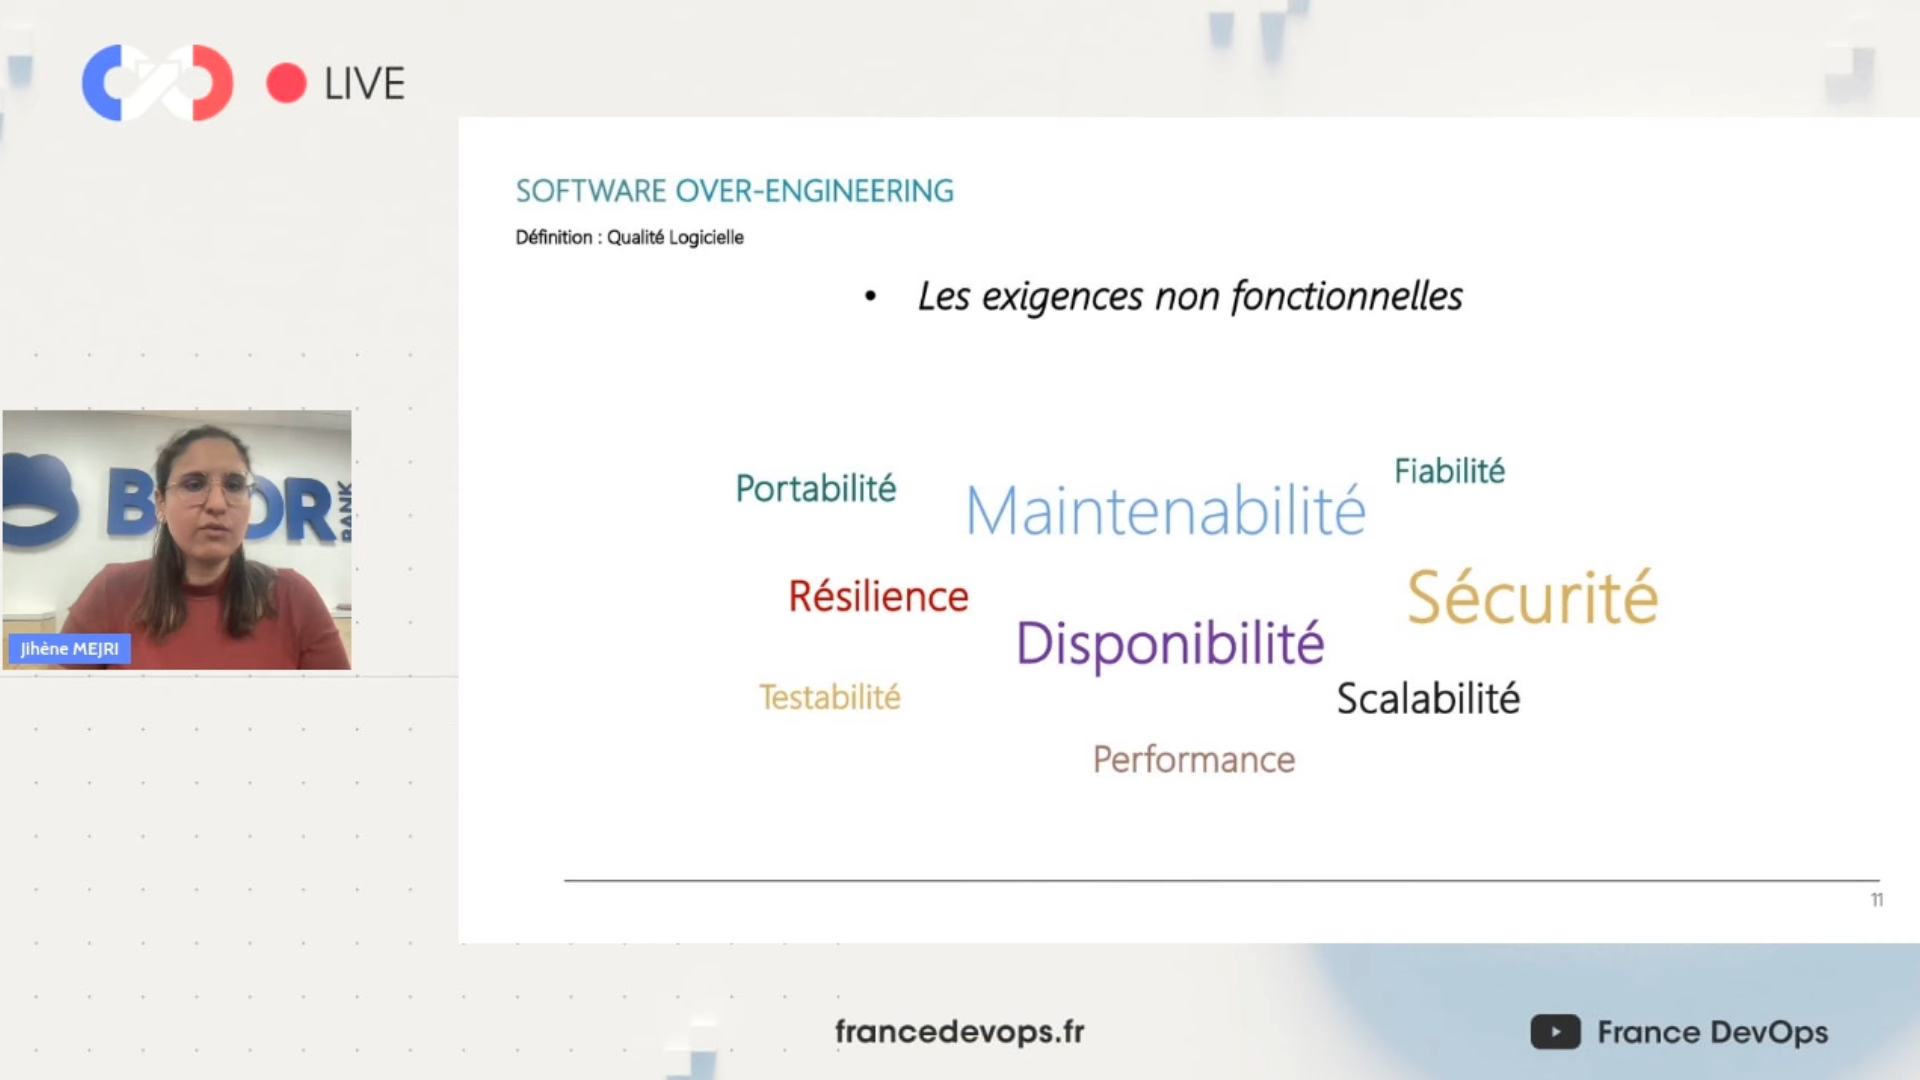 LIVE
SOFTWARE OVER-ENGINEERING
Définition : Qualité Logicielle
• Les exigences non fonctionnelles
Portabilité
Maintenabilité
Fiabilité
Résilience
Sécurité
Disponibilité
Testabilité
Scalabilité
Performance
11
BANK
Jihène MEJRI
francedevops.fr
France DevOps